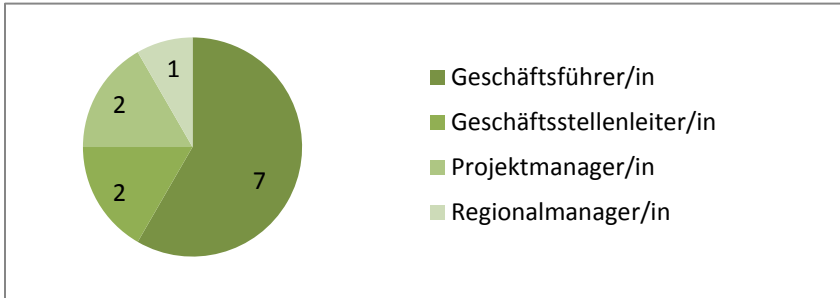 1
2
2
7
Geschäftsführer/in
Geschäftsstellenleiter/in
Projektmanager/in
Regionalmanager/in